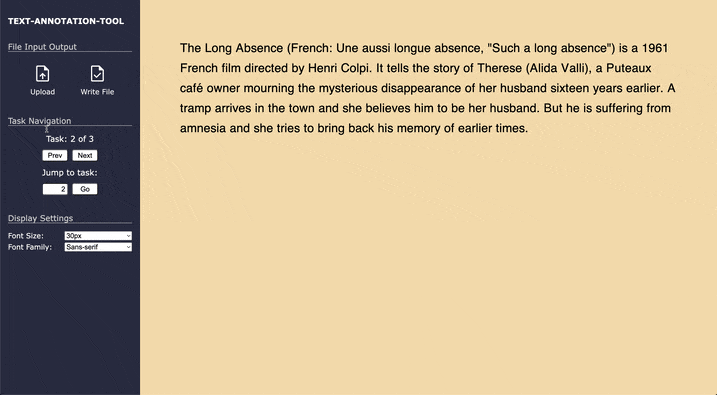 TEXT-ANNOTATION-TOOL
File Input Output
Upload Write File
Task Navigation
Task: 2 of 3
Prev Next
Jump to task:
2 Go
Display Settings
Font Size: 30px
Font Family: Sans-serif
The Long Absence (French: Une aussi longue absence, "Such a long absence") is a 1961
French film directed by Henri Colpi. It tells the story of Therese (Alida Valli), a Puteaux
café owner mourning the mysterious disappearance of her husband sixteen years earlier. A
tramp arrives in the town and she believes him to be her husband. But he is suffering from
amnesia and she tries to bring back his memory of earlier times.